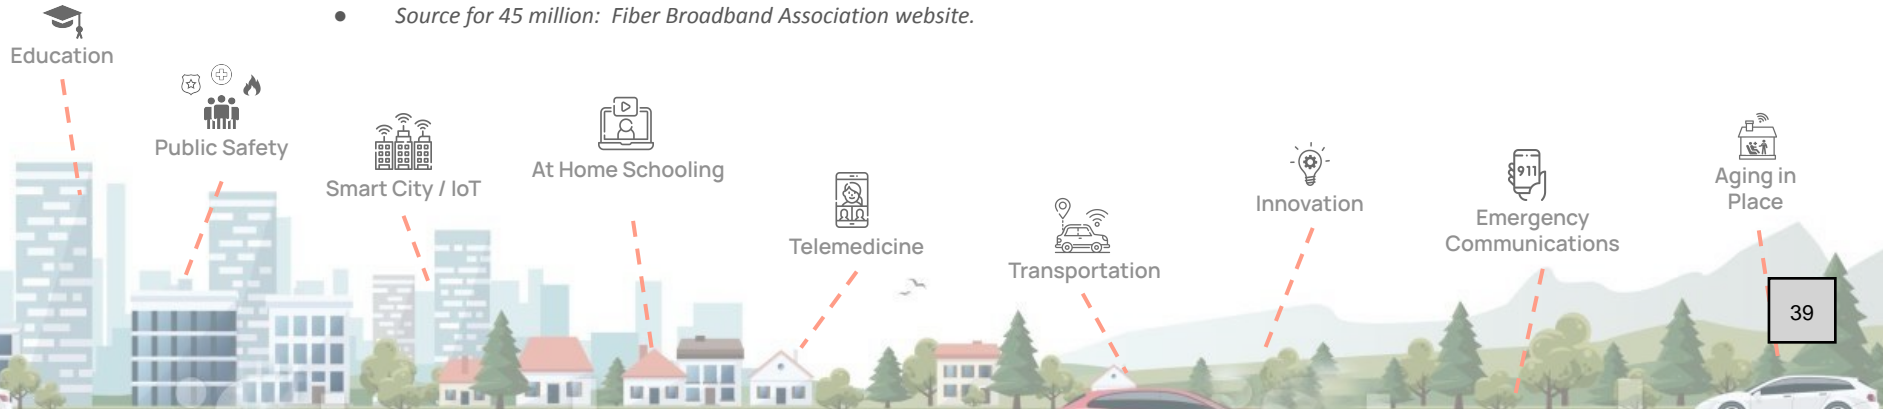 ● Source for 45 million: Fiber Broadband Association website.
Education
Public Safety
Smart City / IoT
At Home Schooling
Telemedicine
Transportation
Innovation
911
Emergency
Communications
Aging in
Place
39